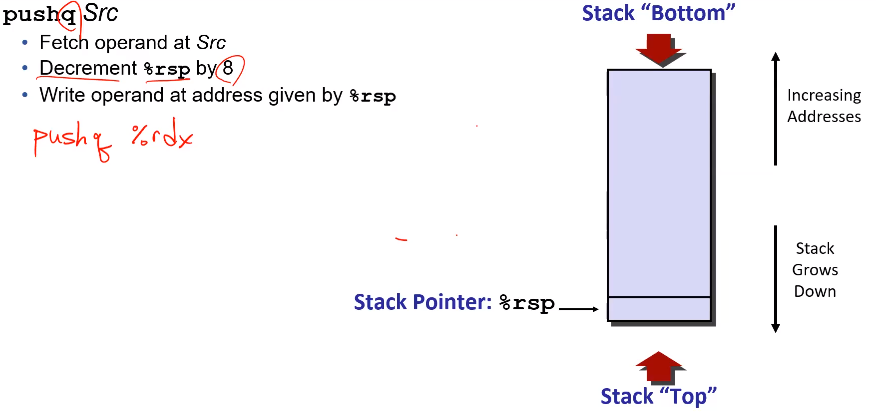 pushq Src
• Fetch operand at Src
• Decrement %rsp by 8
• Write operand at address given by %rsp
pushq %rdx
Stack “Bottom”
Increasing
Addresses
Stack
Grows
Down
Stack Pointer: %rsp
Stack “Top”